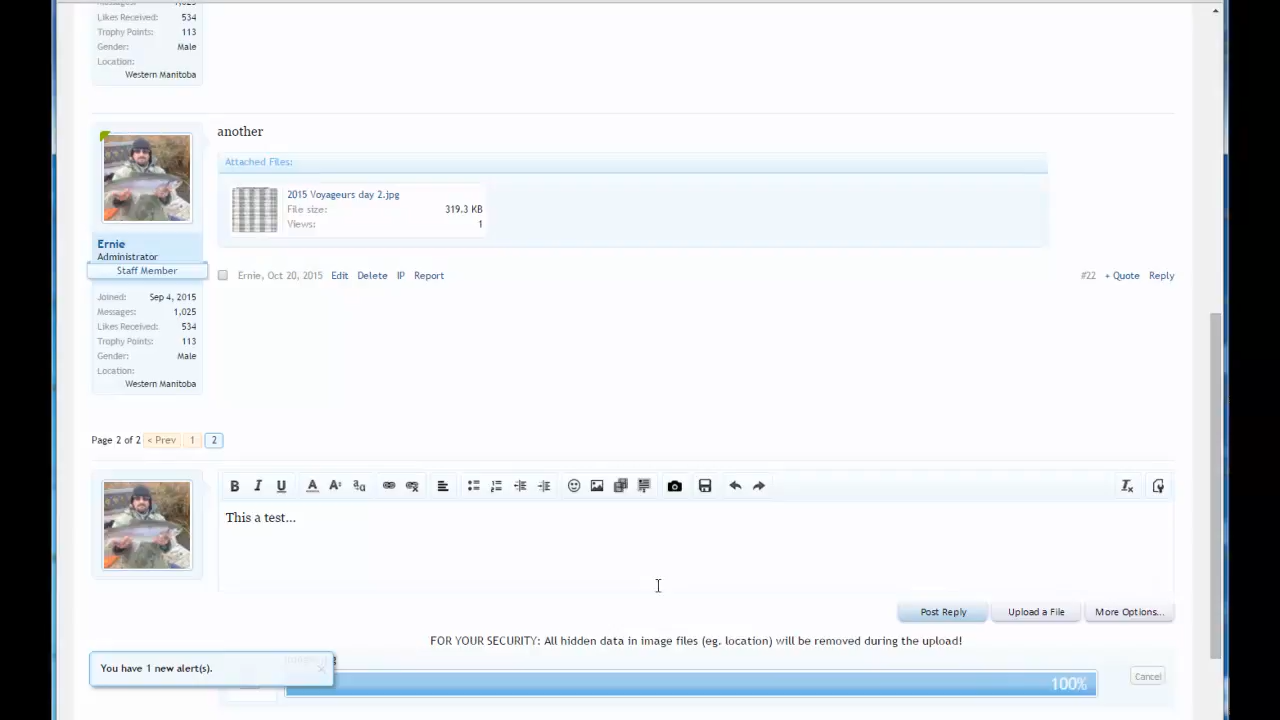 Messages: 1,025
Likes Received: 534
Trophy Points: 113
Gender: Male
Location:
Western Manitoba
another
Attached Files:
2015 Voyageurs day 2.jpg
File size: 319.3 KB
Views: 1
Ernie
Administrator
Staff Member
Ernie, Oct 20, 2015 Edit Delete IP Report #22 + Quote Reply
Joined: Sep 4, 2015
Messages: 1,025
Likes Received: 534
Trophy Points: 113
Gender: Male
Location:
Western Manitoba
Page 2 of 2 < Prev 1 2
This a test...
Post Reply Upload a File More Options...
FOR YOUR SECURITY: All hidden data in image files (eg. location) will be removed during the upload!
You have 1 new alert(s).
100% Cancel